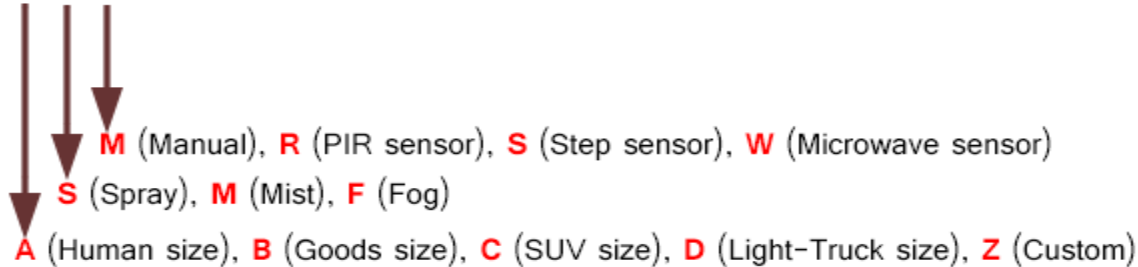 M (Manual), R (PIR sensor), S (Step sensor), W (Microwave sensor)
S (Spray), M (Mist), F (Fog)
A (Human size), B (Goods size), C (SUV size), D (Light-Truck size), Z (Custom)